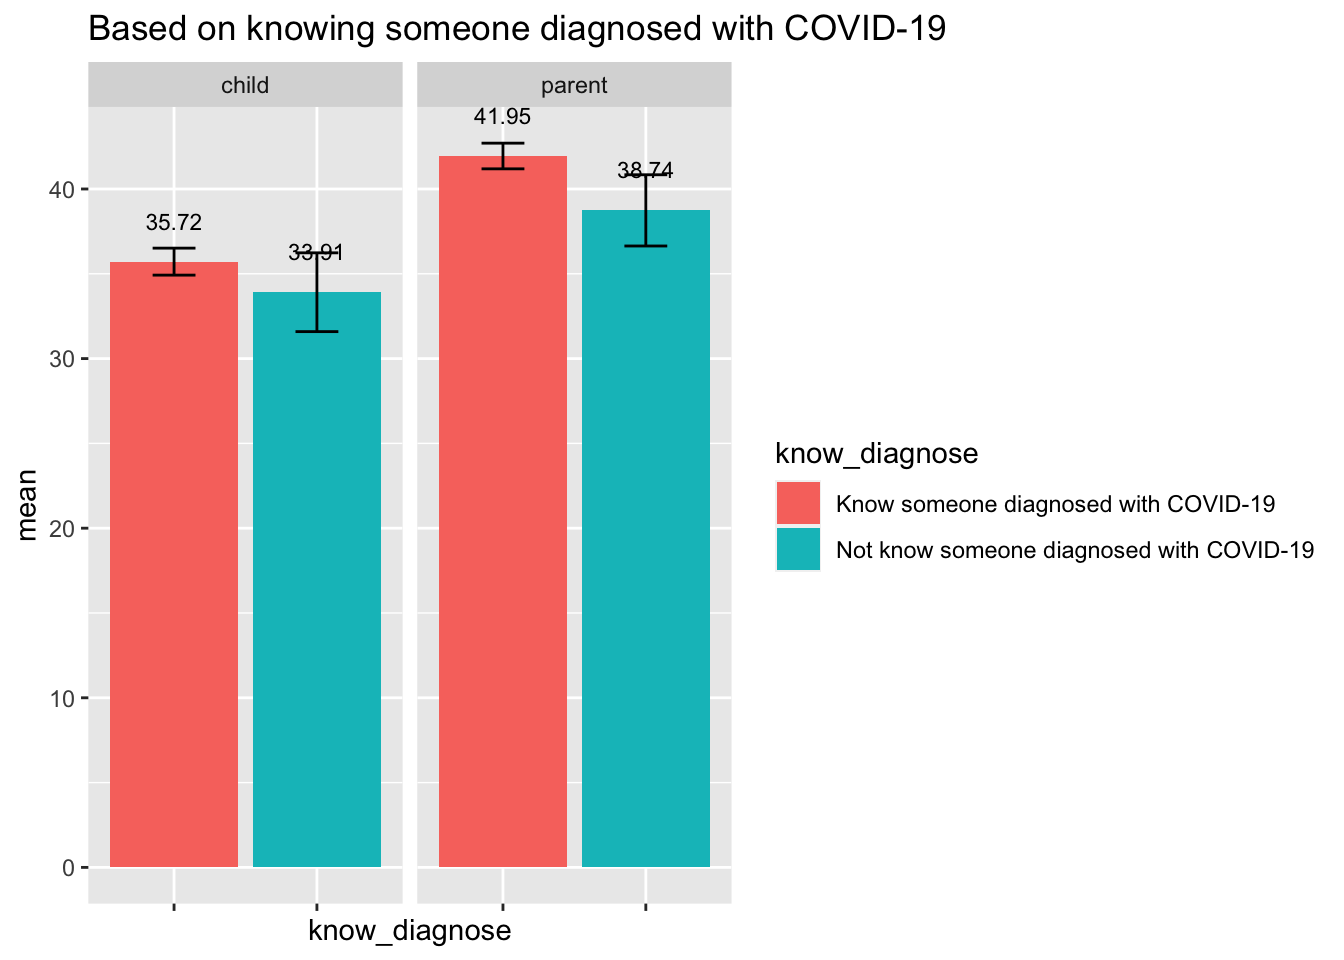 Based on knowing someone diagnosed with COVID-19
child
parent
41.95
38.74
35.72
33.91
40
30
20
10
0
mean
know_diagnose
know_diagnose
Know someone diagnosed with COVID-19
Not know someone diagnosed with COVID-19